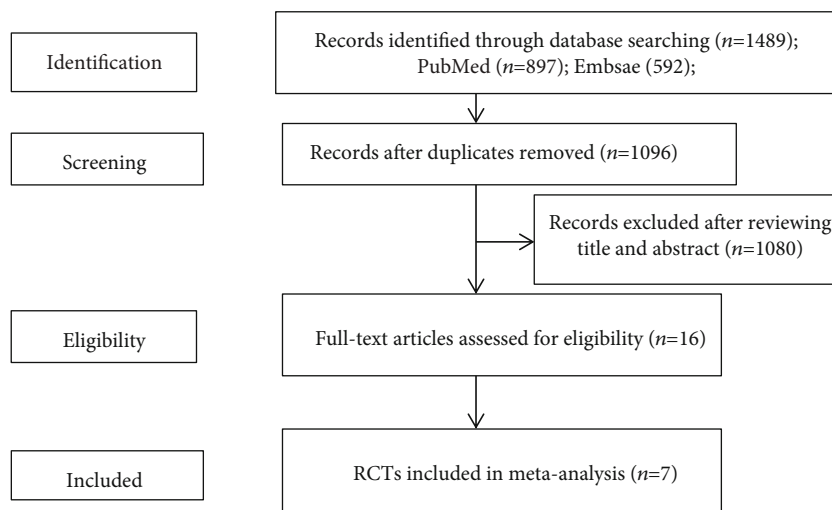 Identification
Records identified through database searching (n=1489);
PubMed (n=897); Embsae (592);
Screening
Records after duplicates removed (n=1096)
Records excluded after reviewing
title and abstract (n=1080)
Eligibility
Full-text articles assessed for eligibility (n=16)
Included
RCTs included in meta-analysis (n=7)